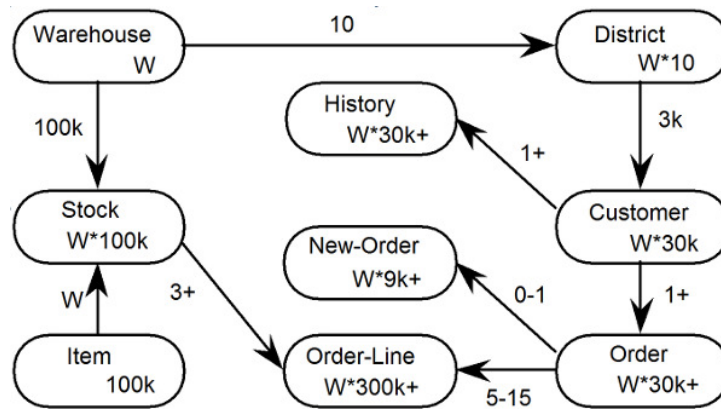 Warehouse
W
10
District
W*10
100k
History
W*30k+
3k
1+
Stock
W*100k
Customer
W*30k
New-Order
W*9k+
W
3+
0-1
1+
Item
100k
Order-Line
W*300k+
5-15
Order
W*30k+